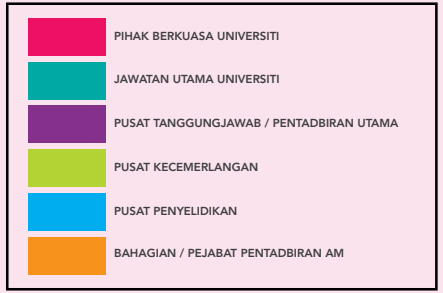 PIHAK BERKUASA UNIVERSITI
JAWATAN UTAMA UNIVERSITI
PUSAT TANGGUNGJAWAB / PENTADBIRAN UTAMA
PUSAT KECEMERLANGAN
PUSAT PENYELIDIKAN
BAHAGIAN / PEJABAT PENTADBIRAN AM